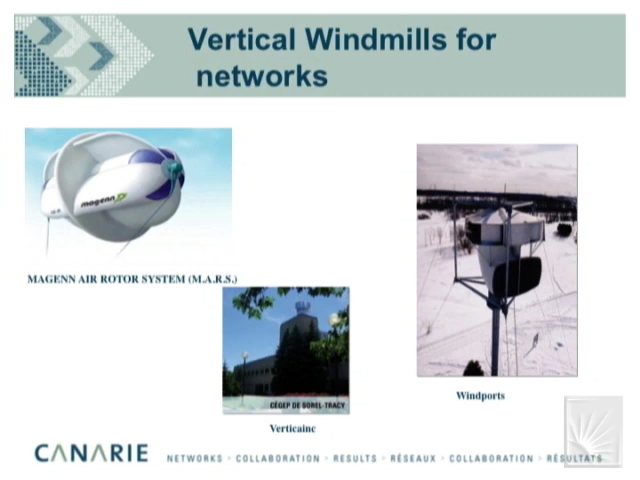 Vertical Windmills for
networks
magenn
MAGENN AIR ROTOR SYSTEM (M.A.R.S.)
CÉGEP DE SOREL-TRACY
Windports
Verticainc
CANARIE NETWORKS > COLLABORATION > RESULTS > RÉSEAUX > COLLABORATION > RÉSULTATS